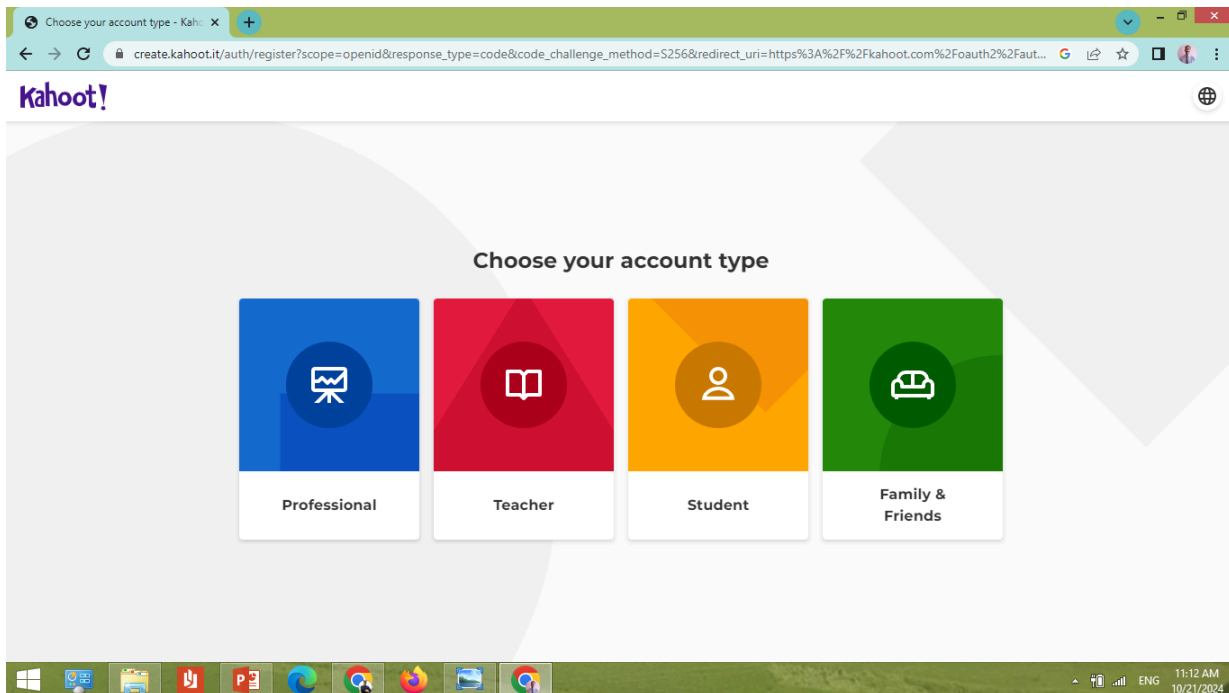 Choose your account type - Kaho
create.kahoot.it/auth/register?scope=openid&response_type=code&code_challenge_method=S256&redirect_uri=https%3A%2F%2Fkahoot.com%2Foauth2%2Faut...
Kahoot!
Choose your account type
Professional
Teacher
Student
Family &
Friends
ENG
11:12 AM
10/21/2024